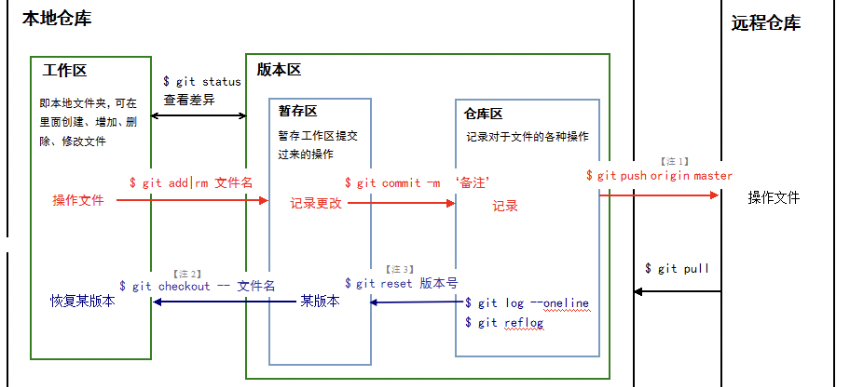 本地仓库
远程仓库
工作区
即本地文件夹，可在
里面创建、增加、删
除、修改文件
$ git status
查看差异
版本区
暂存区
暂存工作区提交
过来的操作
仓库区
记录对于文件的各种操作
操作文件
$ git add|rm 文件名
记录更改
$ git commit -m ‘备注’
记录
【注 1】
$ git push origin master
操作文件
恢复某版本
【注 2】
$ git checkout -- 文件名
某版本
【注 3】
$ git reset 版本号
$ git log --oneline
$ git reflog
$ git pull